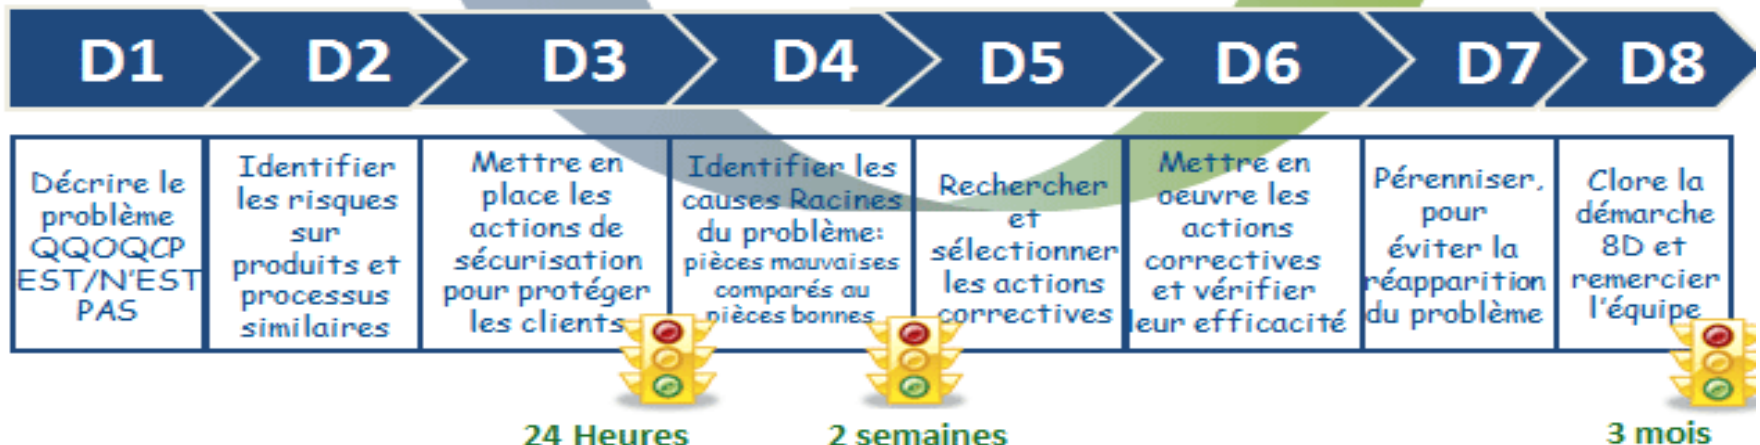 D1
D2
D3
D4
D5
D6
D7
D8
Décrire le
problème
QQOQCP
EST/N'EST
PAS
Identifier
les risques
sur
produits et
processus
similaires
Mettre en
place les
actions de
sécurisation
pour protéger
les clients
Identifier les
causes Racines
du problème:
pièces mauvaises
comparés au
pièces bonnes
Rechercher
et
sélectionner
les actions
correctives
Mettre en
oeuvre les
actions
correctives
et vérifier
leur efficacité
Pérenniser,
pour
éviter la
réapparition
du problème
Clore la
démarche
8D et
remercier
l'équipe
24 Heures
2 semaines
3 mois